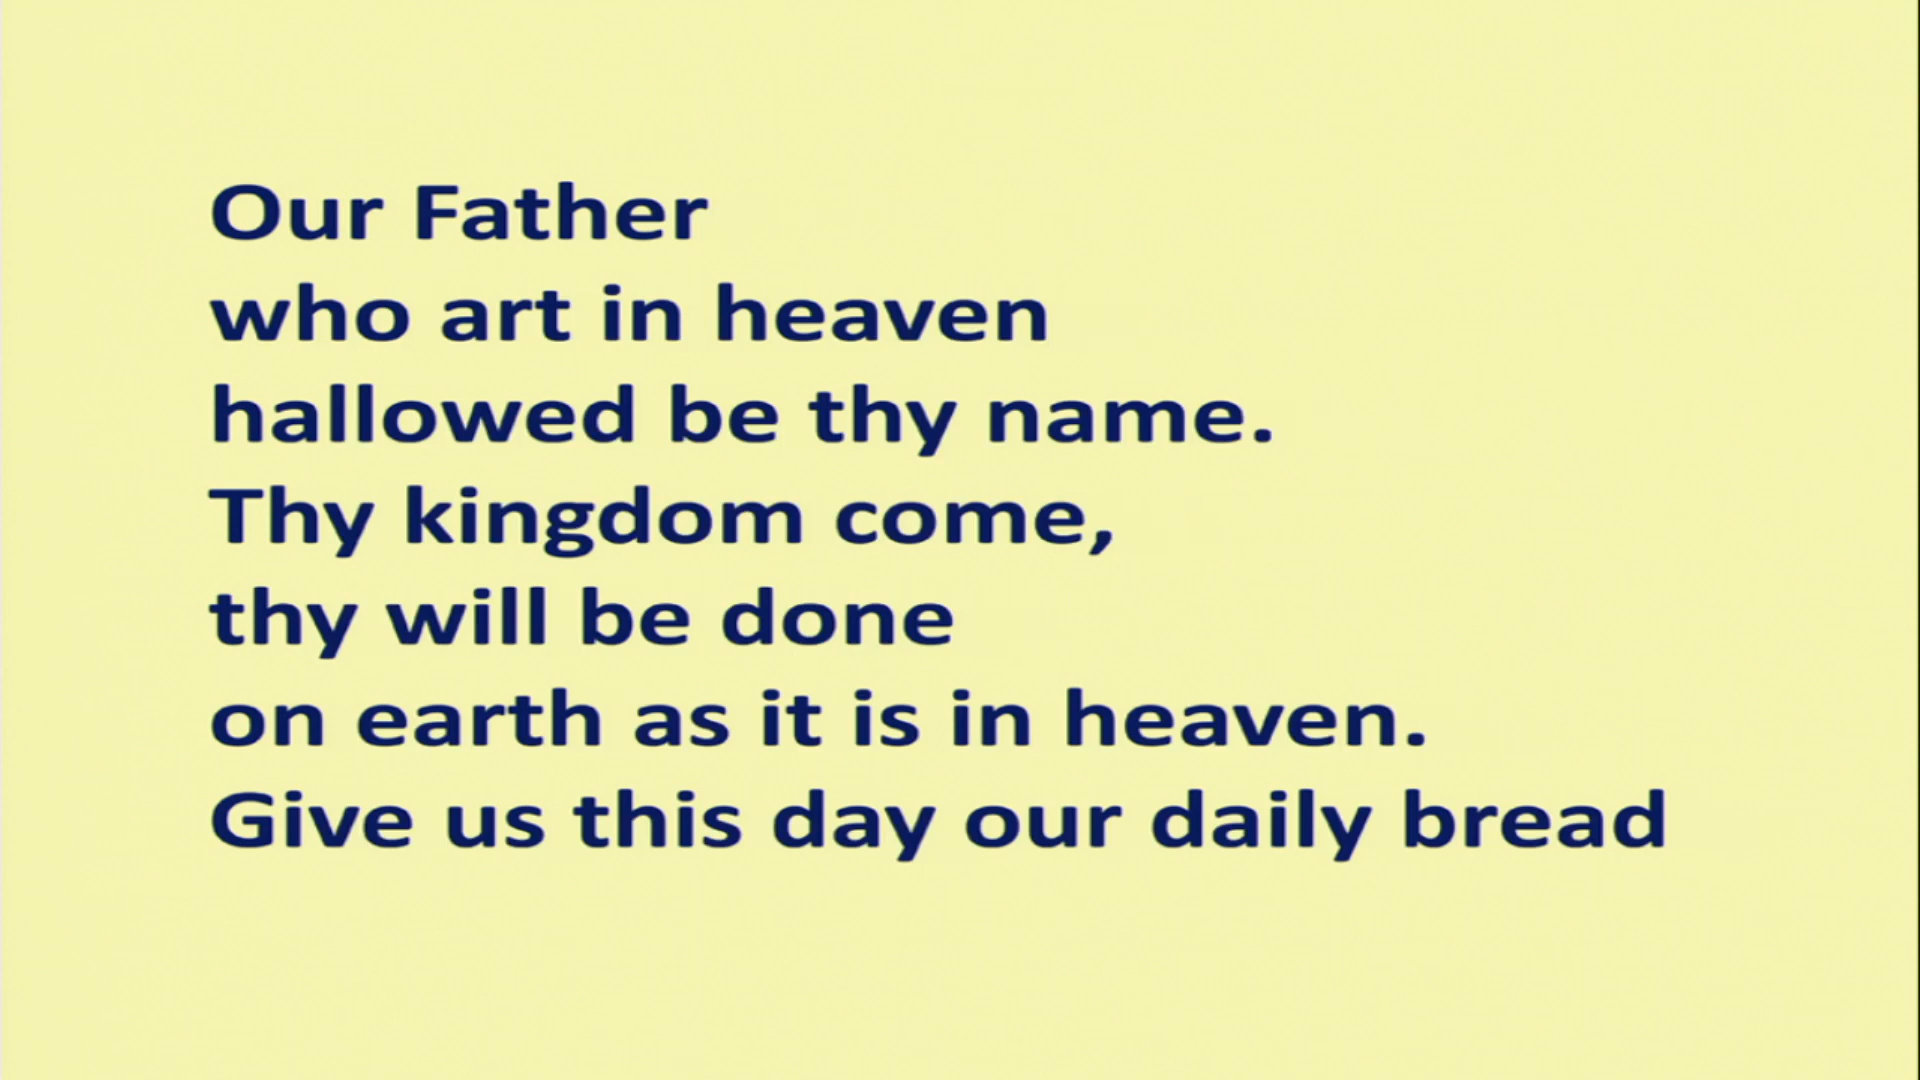 Our Father
who art in heaven
hallowed be thy name.
Thy kingdom come,
thy will be done
on earth as it is in heaven.
Give us this day our daily bread